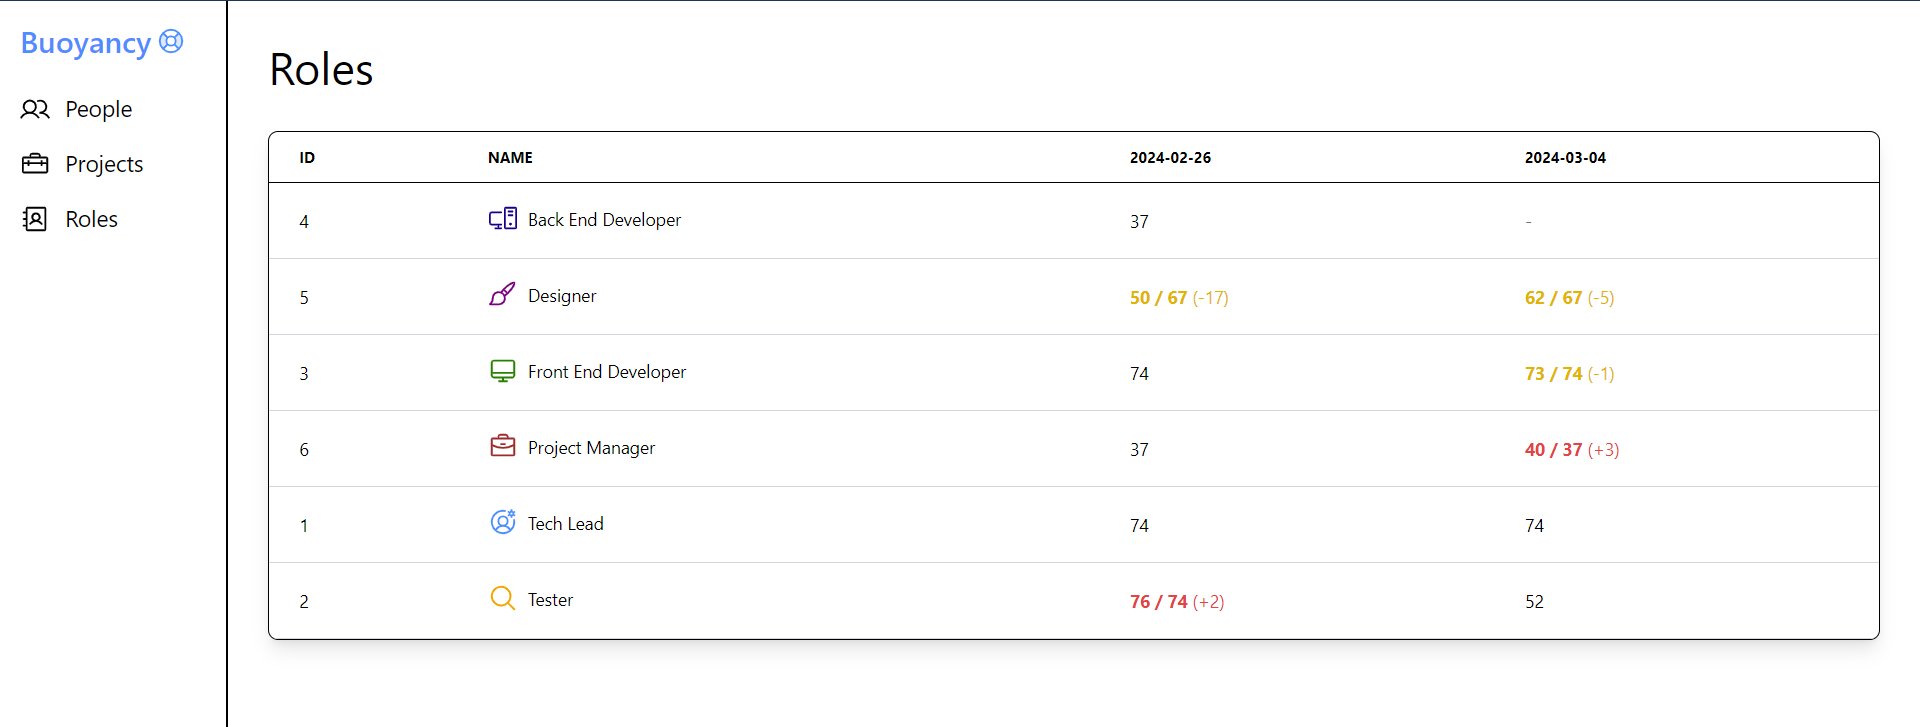 Buoyancy
People
Projects
Roles
Roles
ID NAME 2024-02-26 2024-03-04
4 Back End Developer 37 -
5 Designer 50 / 67 (-17) 62 / 67 (-5)
3 Front End Developer 74 73 / 74 (-1)
6 Project Manager 37 40 / 37 (+3)
1 Tech Lead 74 74
2 Tester 76 / 74 (+2) 52